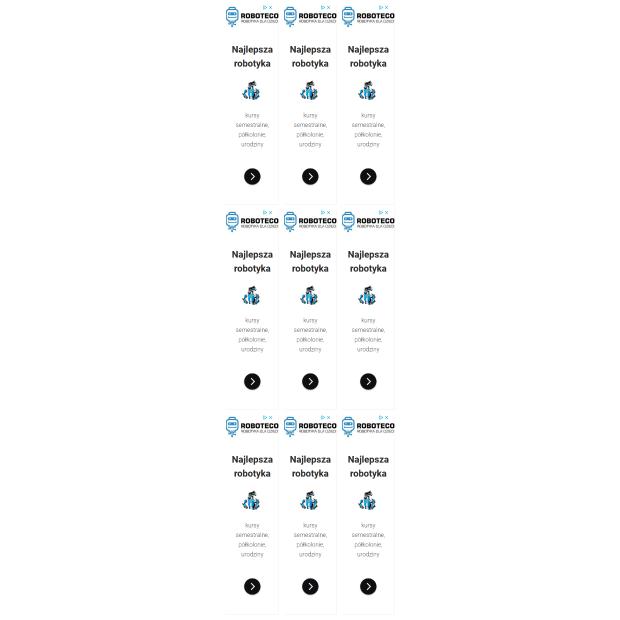 ROBOTECO ROBOTECO ROBOTECO
ROBOTYKA DLA DZIECI ROBOTYKA DLA DZIECI ROBOTYKA DLA DZIECI
Najlepsza Najlepsza Najlepsza
robotyka robotyka robotyka
kursy kursy kursy
semestralne, semestralne, semestralne,
półkolonie, półkolonie, półkolonie,
urodziny urodziny urodziny
ROBOTECO ROBOTECO ROBOTECO
ROBOTYKA DLA DZIECI ROBOTYKA DLA DZIECI ROBOTYKA DLA DZIECI
Najlepsza Najlepsza Najlepsza
robotyka robotyka robotyka
kursy kursy kursy
semestralne, semestralne, semestralne,
półkolonie, półkolonie, półkolonie,
urodziny urodziny urodziny
ROBOTECO ROBOTECO ROBOTECO
ROBOTYKA DLA DZIECI ROBOTYKA DLA DZIECI ROBOTYKA DLA DZIECI
Najlepsza Najlepsza Najlepsza
robotyka robotyka robotyka
kursy kursy kursy
semestralne, semestralne, semestralne,
półkolonie, półkolonie, półkolonie,
urodziny urodziny urodziny